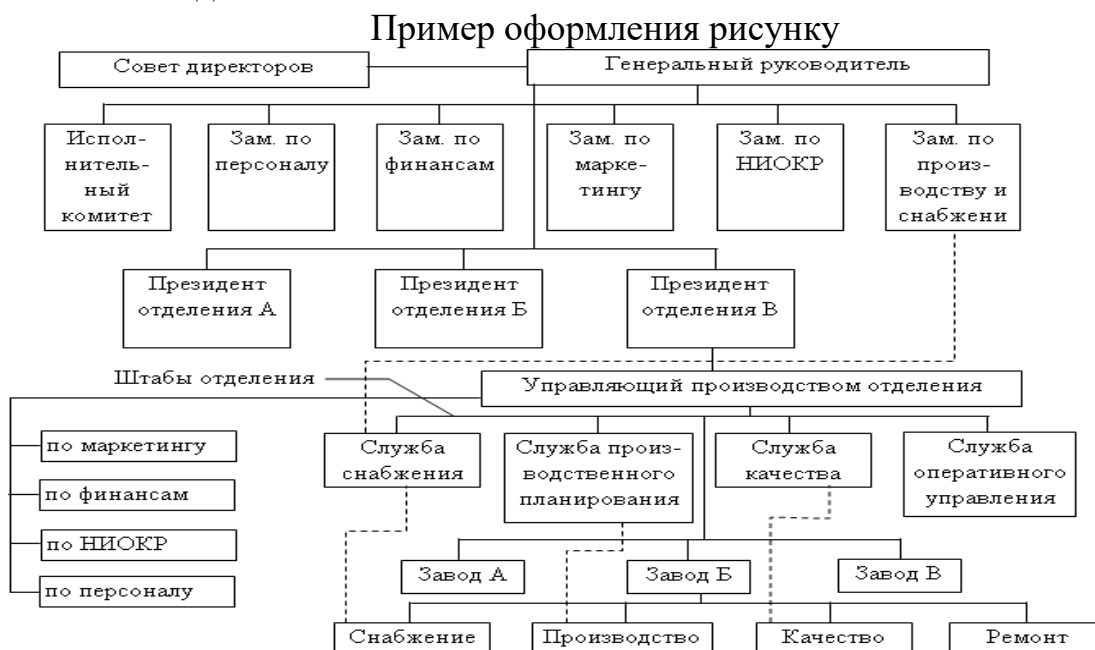 Пример оформления рисунку
Совет директоров
Генеральный руководитель
Испол-
нитель-
ный
комитет
Зам. по
персоналу
Зам. по
финансам
Зам. по
марке-
тингу
Зам. по
НИОКР
Зам. по
произ-
водству и
снабжени
Президент
отделения А
Президент
отделения Б
Президент
отделения В
Штабы отделения
Управляющий производством отделения
по маркетингу
по финансам
по НИОКР
по персоналу
Служба
снабжения
Служба произ-
водственного
планирования
Служба
качества
Служба
оперативного
управления
Завод А
Завод Б
Завод В
Снабжение
Производство
Качество
Ремонт